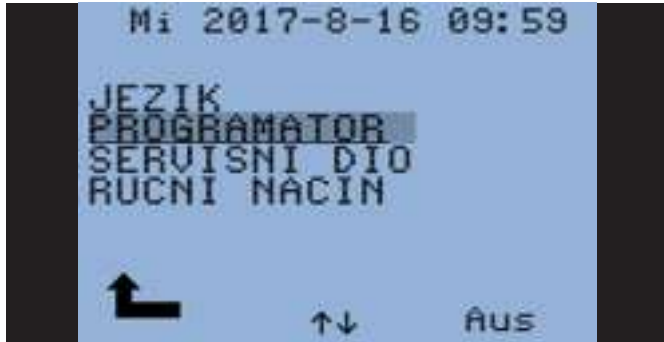 Mi 2017-8-16 09:59
JEZIK
PROGRAMATOR
SERVISNI DIO
RUCNI NACIN
↑↓ Aus